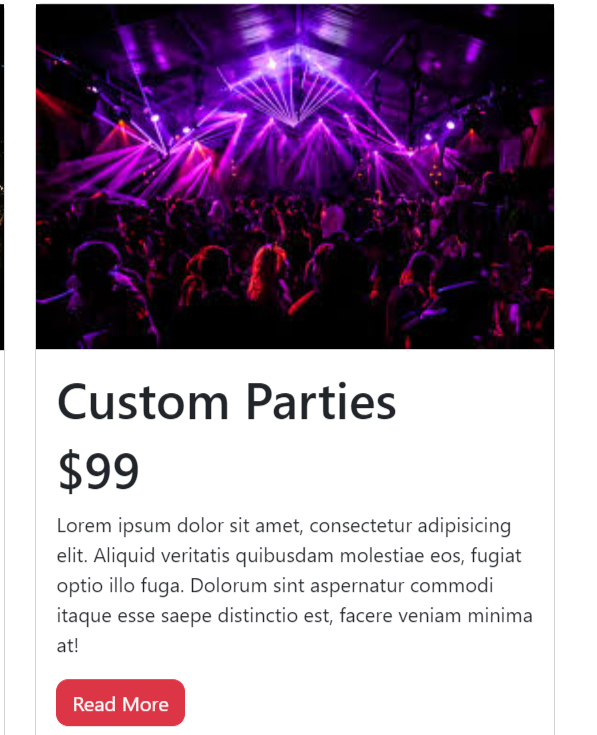 Custom Parties
$99
Lorem ipsum dolor sit amet, consectetur adipisicing
elit. Aliquid veritatis quibusdam molestiae eos, fugiat
optio illo fuga. Dolorum sint aspernatur commodi
itaque esse saepe distinctio est, facere veniam minima
at!
Read More